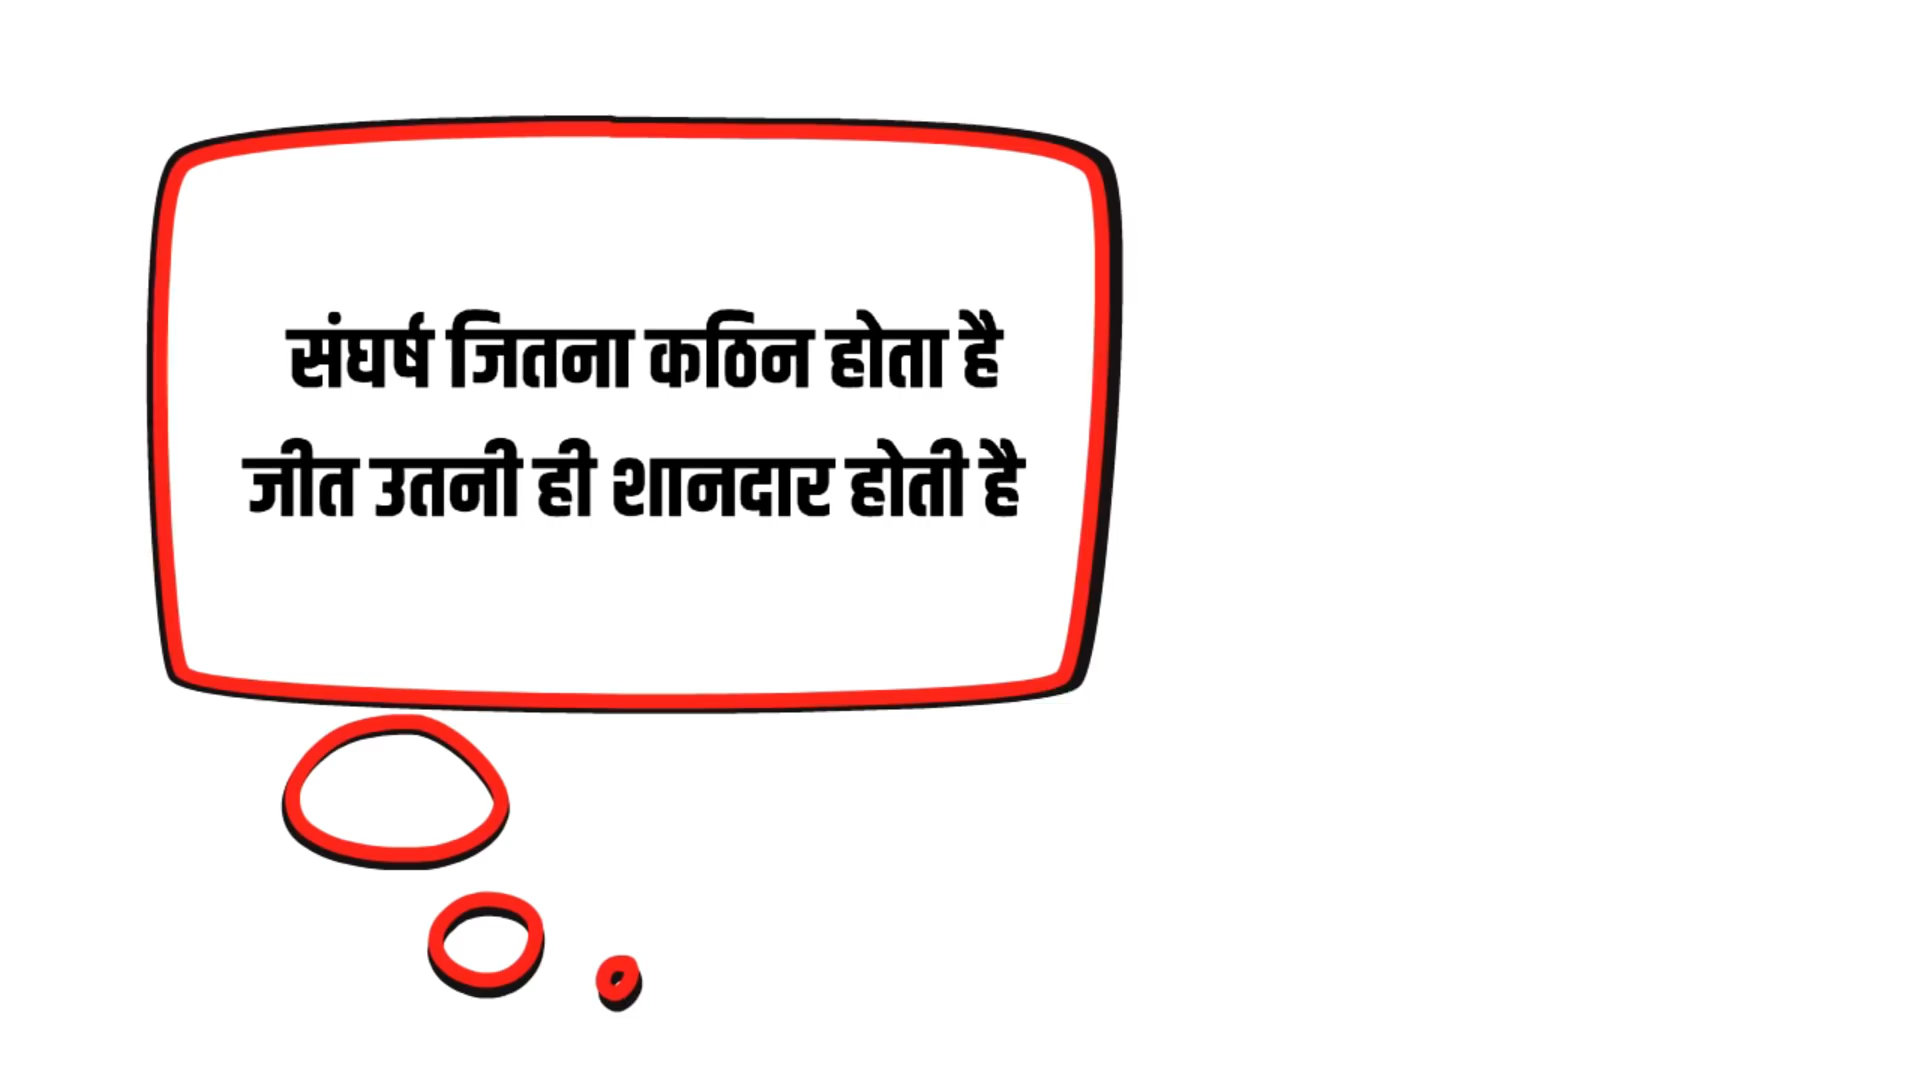 संघर्ष जितना कठिन होता है
जीत उतनी ही शानदार होती है